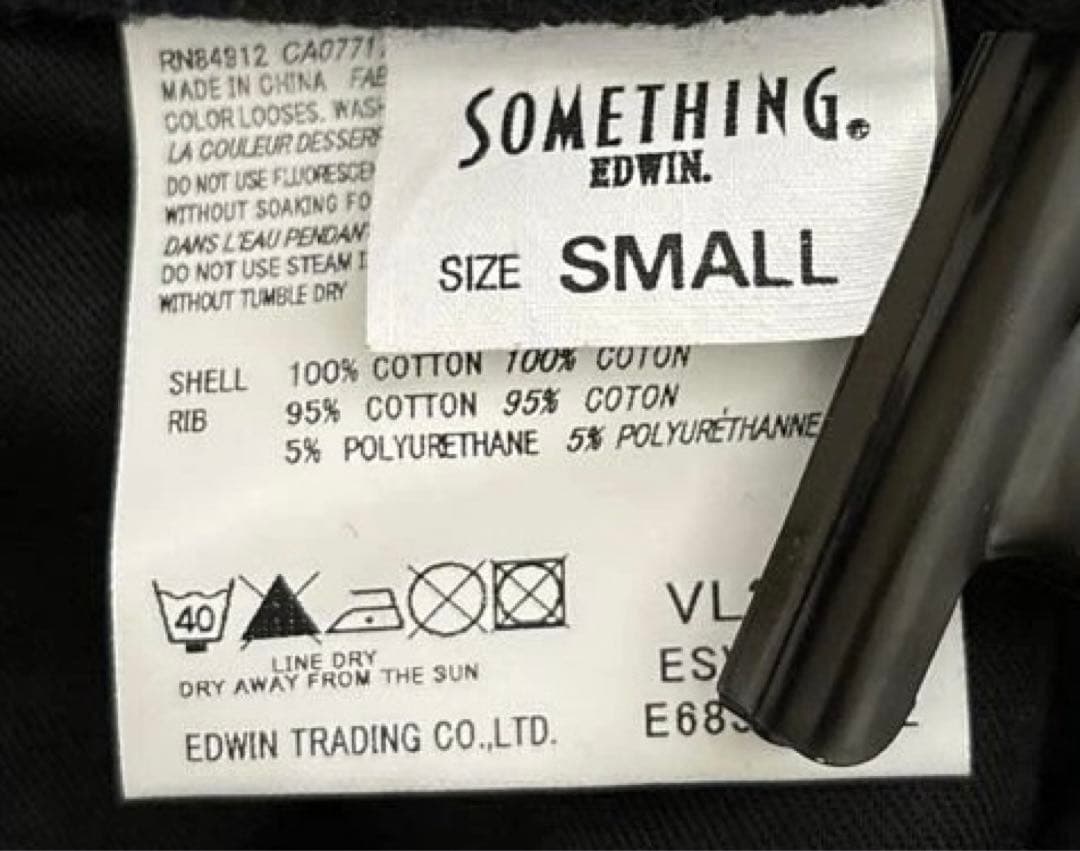 RN84912 CA0771
MADE IN CHINA
COLOR LOOSES.
LA COULEUR
DO NOT USE
WITHOUT SOAKING
DANS L'EAU
DO NOT USE STEAM
WITHOUT TUMBLE DRY
SOMETHING®
EDWIN.
SIZE SMALL
SHELL 100% COTTON 100% COTON
RIB 95% COTTON 95% COTON
5% POLYURETHANE 5% POLYURÉTHANNE
40
LINE DRY
DRY AWAY FROM THE SUN
EDWIN TRADING CO.,LTD.